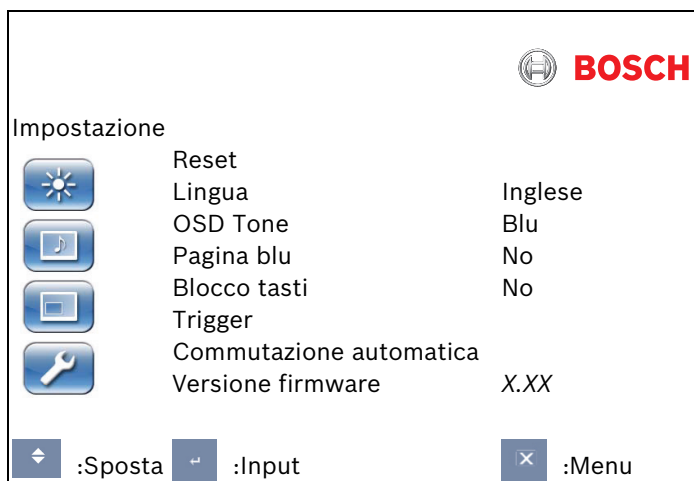 BOSCH
Impostazione
Reset
Lingua Inglese
OSD Tone Blu
Pagina blu No
Blocco tasti No
Trigger
Commutazione automatica
Versione firmware X.XX
:Sposta :Input :Menu